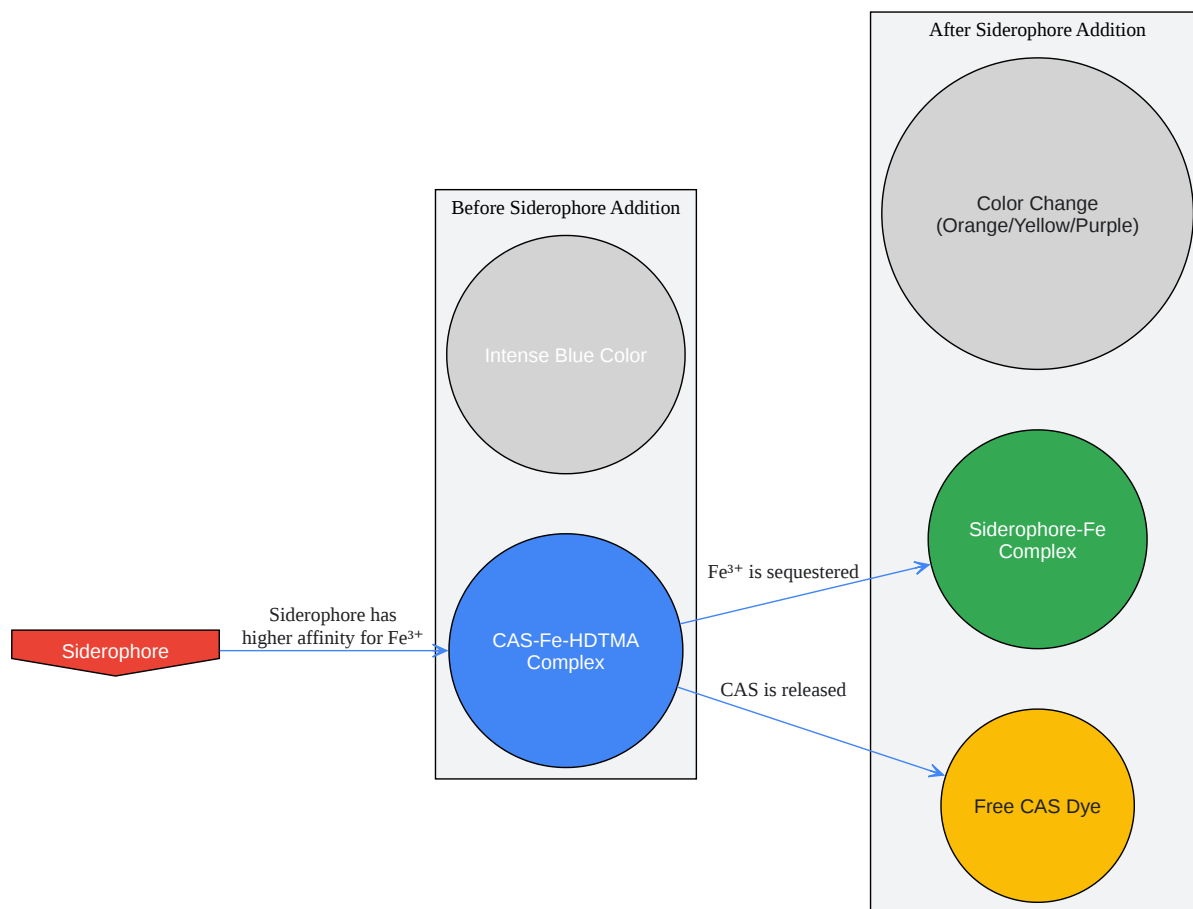 After Siderophore Addition
Color Change
(Orange/Yellow/Purple)
Before Siderophore Addition
Intense Blue Color
Siderophore-Fe
Complex
Fe³⁺ is sequestered
Siderophore has
higher affinity for Fe³⁺
Siderophore
CAS-Fe-HDTMA
Complex
CAS is released
Free CAS Dye